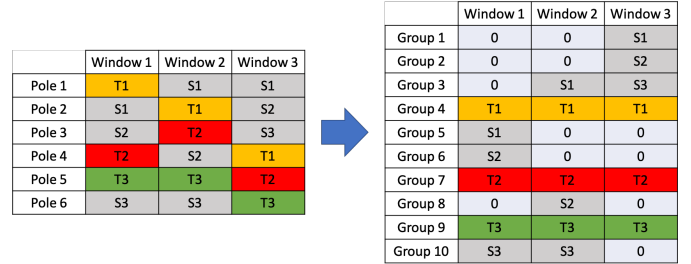 Window 1 Window 2 Window 3
Pole 1 T1 S1 S1
Pole 2 S1 T1 S2
Pole 3 S2 T2 S3
Pole 4 T2 S2 T1
Pole 5 T3 T3 T2
Pole 6 S3 S3 T3
Window 1 Window 2 Window 3
Group 1 0 0 S1
Group 2 0 0 S2
Group 3 0 S1 S3
Group 4 T1 T1 T1
Group 5 S1 0 0
Group 6 S2 0 0
Group 7 T2 T2 T2
Group 8 0 S2 0
Group 9 T3 T3 T3
Group 10 S3 S3 0